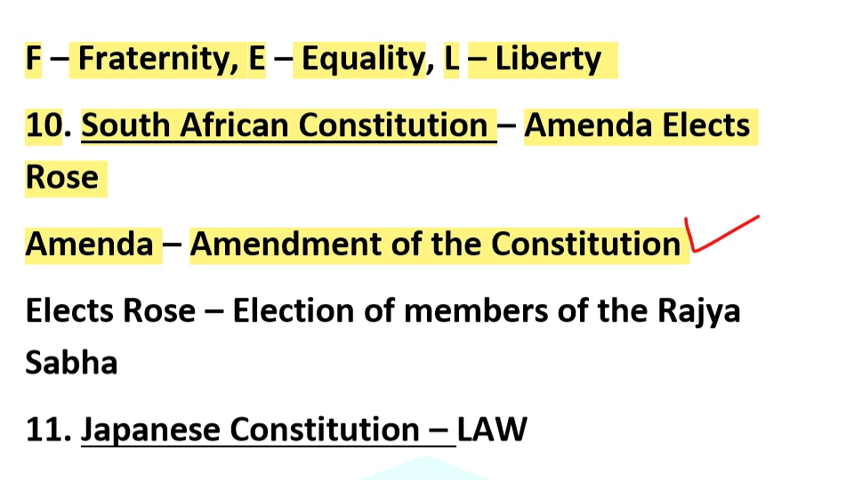 F – Fraternity, E – Equality, L – Liberty
10. South African Constitution – Amenda Elects
Rose
Amenda – Amendment of the Constitution
Elects Rose – Election of members of the Rajya
Sabha
11. Japanese Constitution – LAW